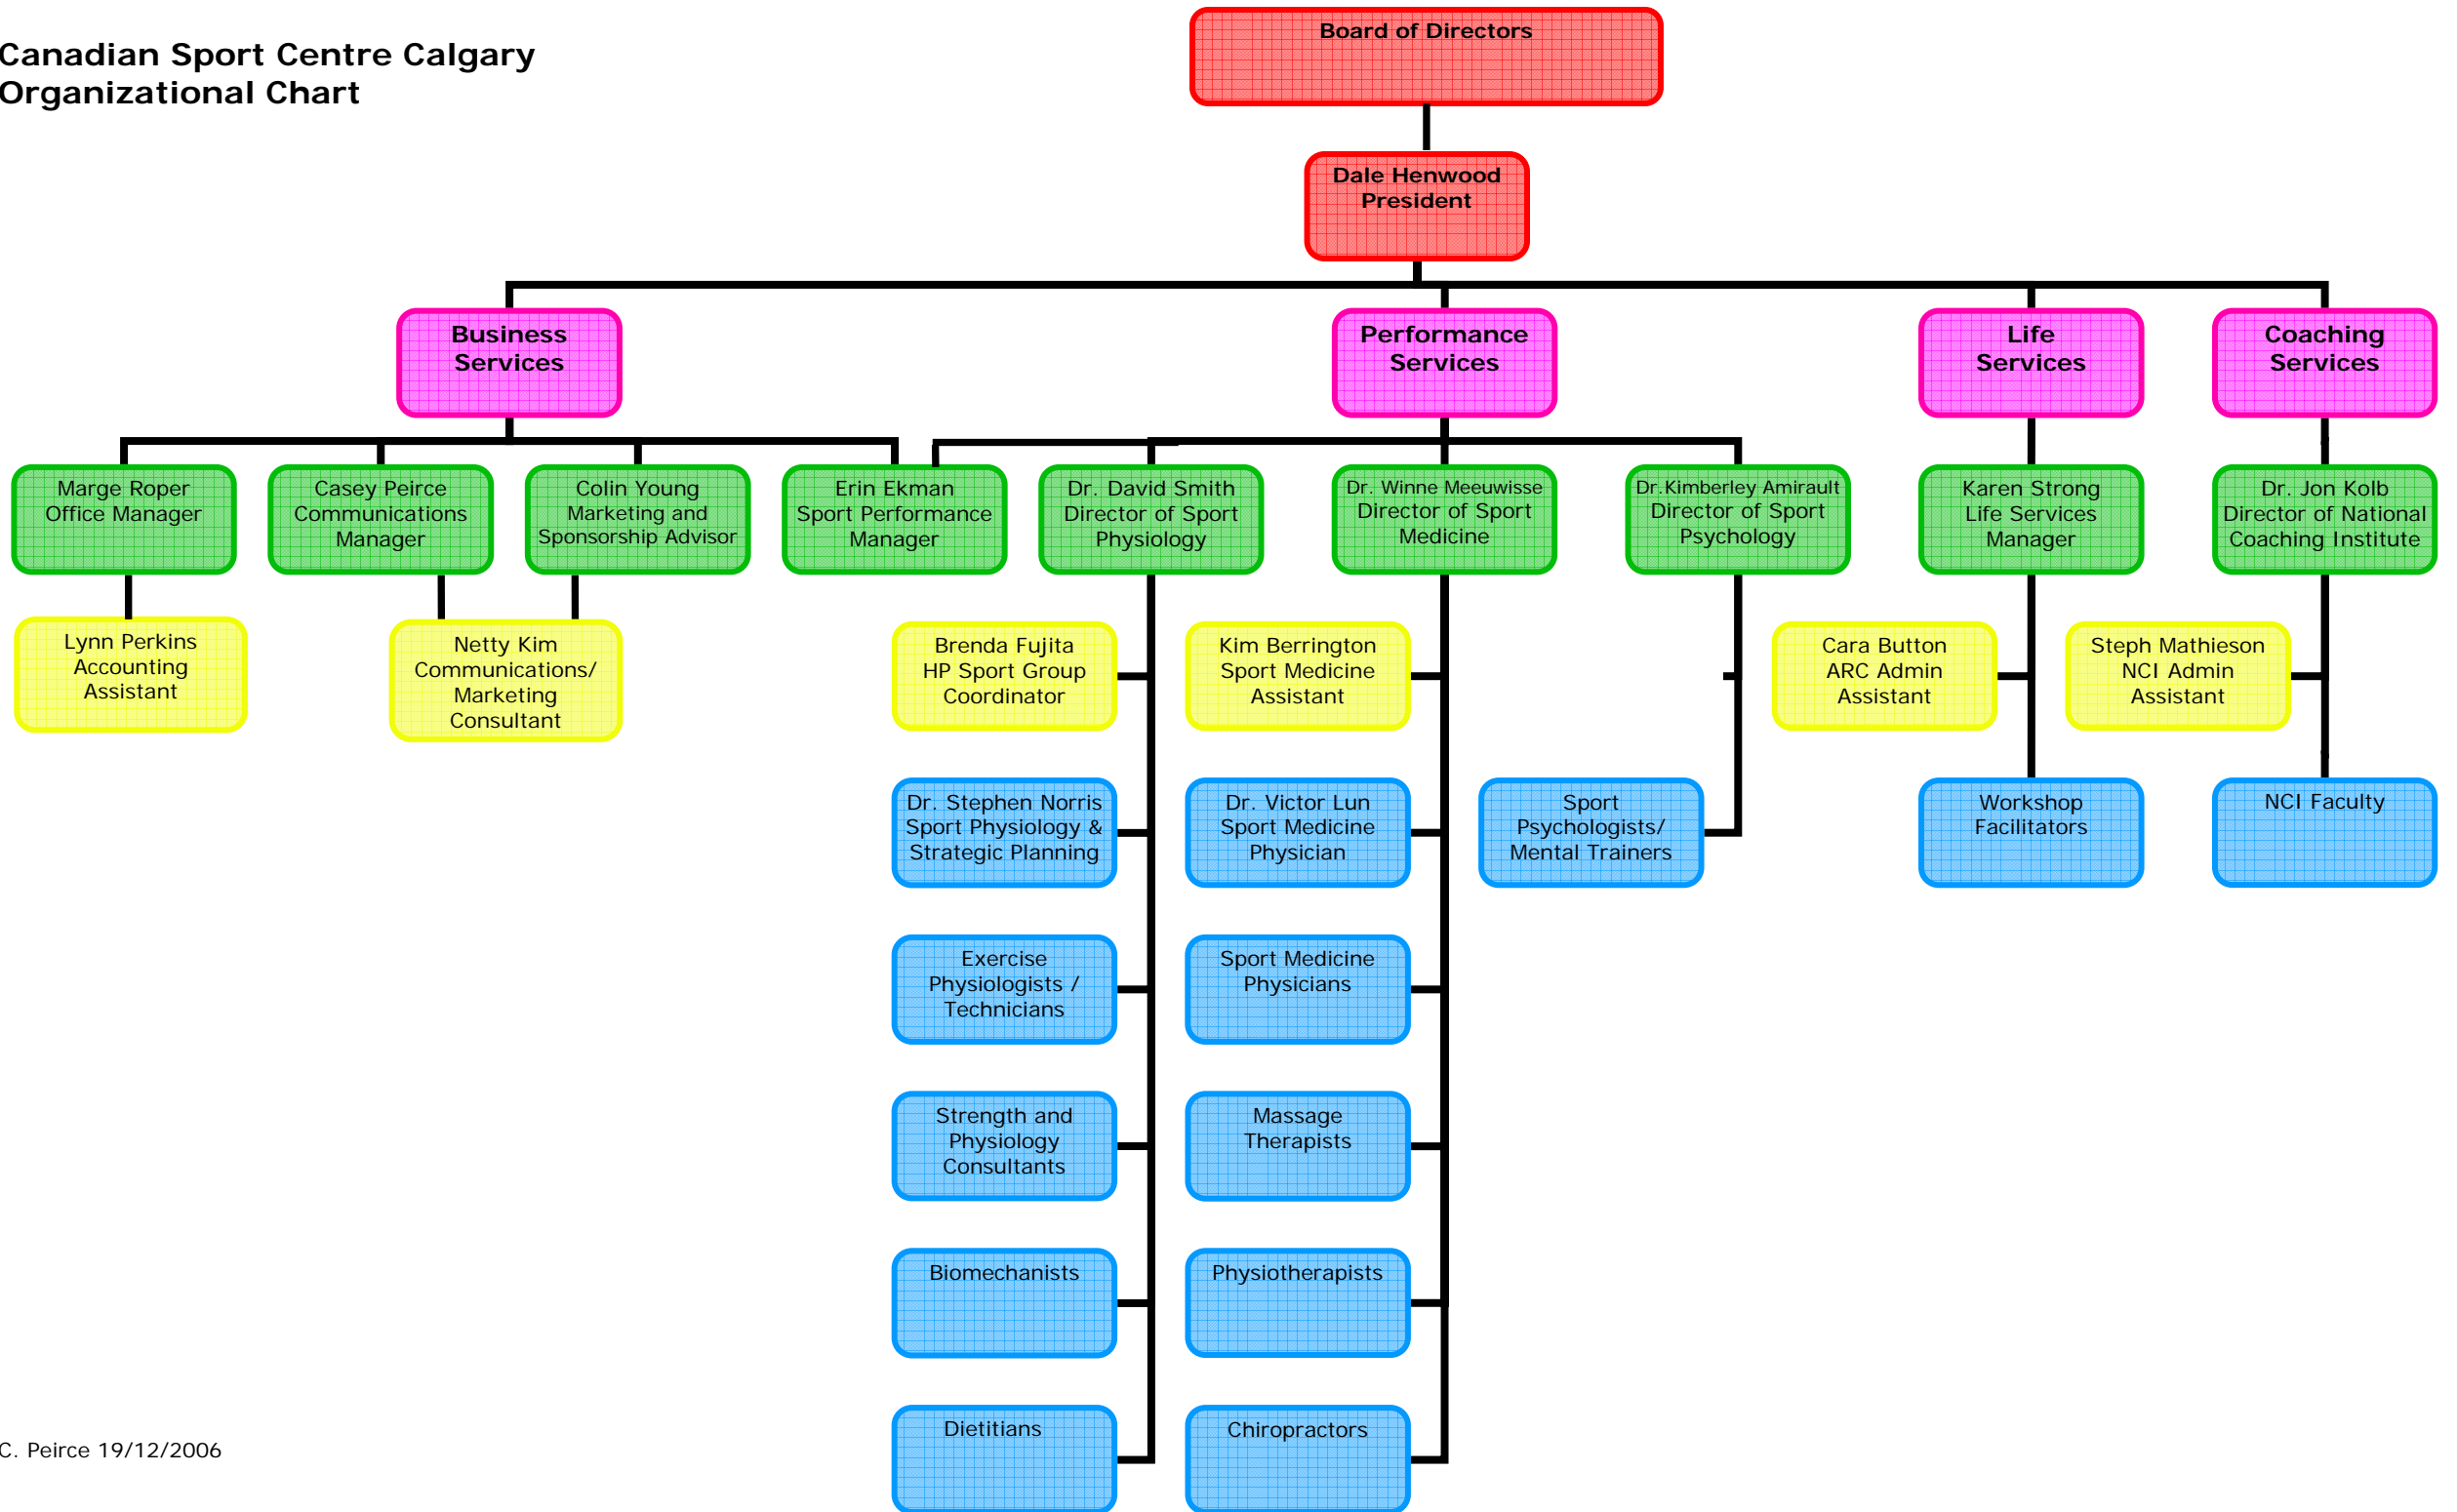 Canadian Sport Centre Calgary
Organizational Chart
Board of Directors
Dale Henwood
President
Business
Services
Performance
Services
Life
Services
Coaching
Services
Marge Roper
Office Manager
Casey Peirce
Communications
Manager
Colin Young
Marketing and
Sponsorship Advisor
Erin Ekman
Sport Performance
Manager
Dr. David Smith
Director of Sport
Physiology
Dr. Winne Meeuwisse
Director of Sport
Medicine
Dr.Kimberley Amirault
Director of Sport
Psychology
Karen Strong
Life Services
Manager
Dr. Jon Kolb
Director of National
Coaching Institute
Lynn Perkins
Accounting
Assistant
Netty Kim
Communications/
Marketing
Consultant
Brenda Fujita
HP Sport Group
Coordinator
Kim Berrington
Sport Medicine
Assistant
Cara Button
ARC Admin
Assistant
Steph Mathieson
NCI Admin
Assistant
Dr. Stephen Norris
Sport Physiology &
Strategic Planning
Dr. Victor Lun
Sport Medicine
Physician
Sport
Psychologists/
Mental Trainers
Workshop
Facilitators
NCI Faculty
Exercise
Physiologists /
Technicians
Sport Medicine
Physicians
Strength and
Physiology
Consultants
Massage
Therapists
Biomechanists
Physiotherapists
Dietitians
Chiropractors
C. Peirce 19/12/2006